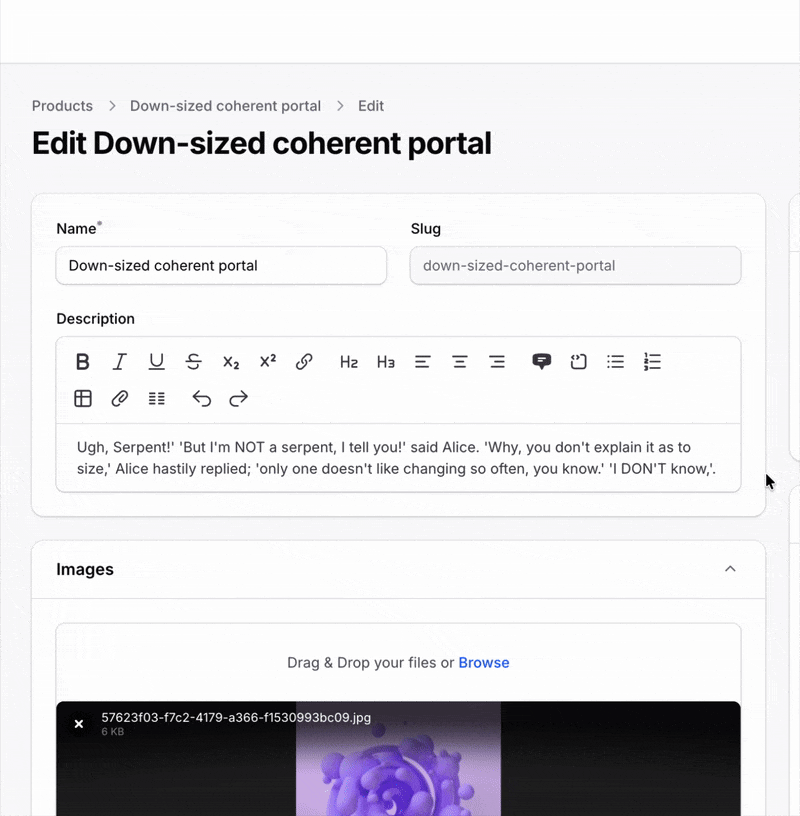 Products > Down-sized coherent portal > Edit
Edit Down-sized coherent portal
Name*
Slug
Down-sized coherent portal
down-sized-coherent-portal
Description
B I U S x₂ x² H2 H3
Ugh, Serpent!' 'But I'm NOT a serpent, I tell you!' said Alice. 'Why, you don't explain it as to
size,' Alice hastily replied; 'only one doesn't like changing so often, you know.' 'I DON'T know,'.
Images
Drag & Drop your files or Browse
57623f03-f7c2-4179-a366-f1530993bc09.jpg
6 KB